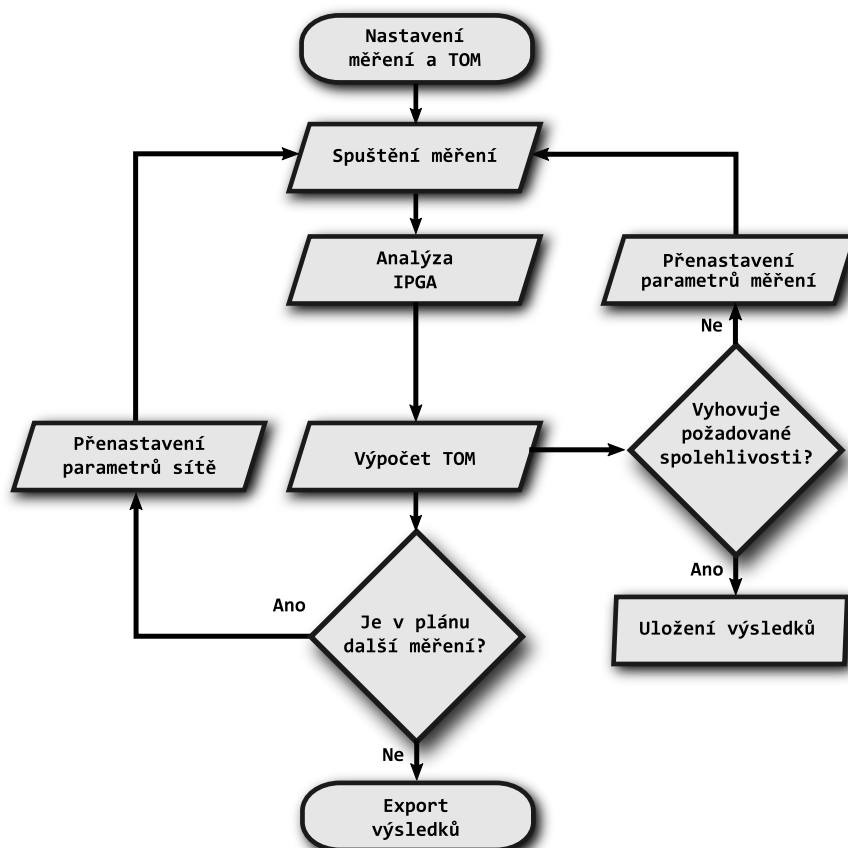 Nastavení
měření a TOM
Spuštění měření
Analýza
IPGA
Přenastavení
parametrů měření
Ne
Vyhovuje
požadované
spolehlivosti?
Přenastavení
parametrů sítě
Výpočet TOM
Ano
Uložení výsledků
Ano
Je v plánu
další měření?
Ne
Export
výsledků